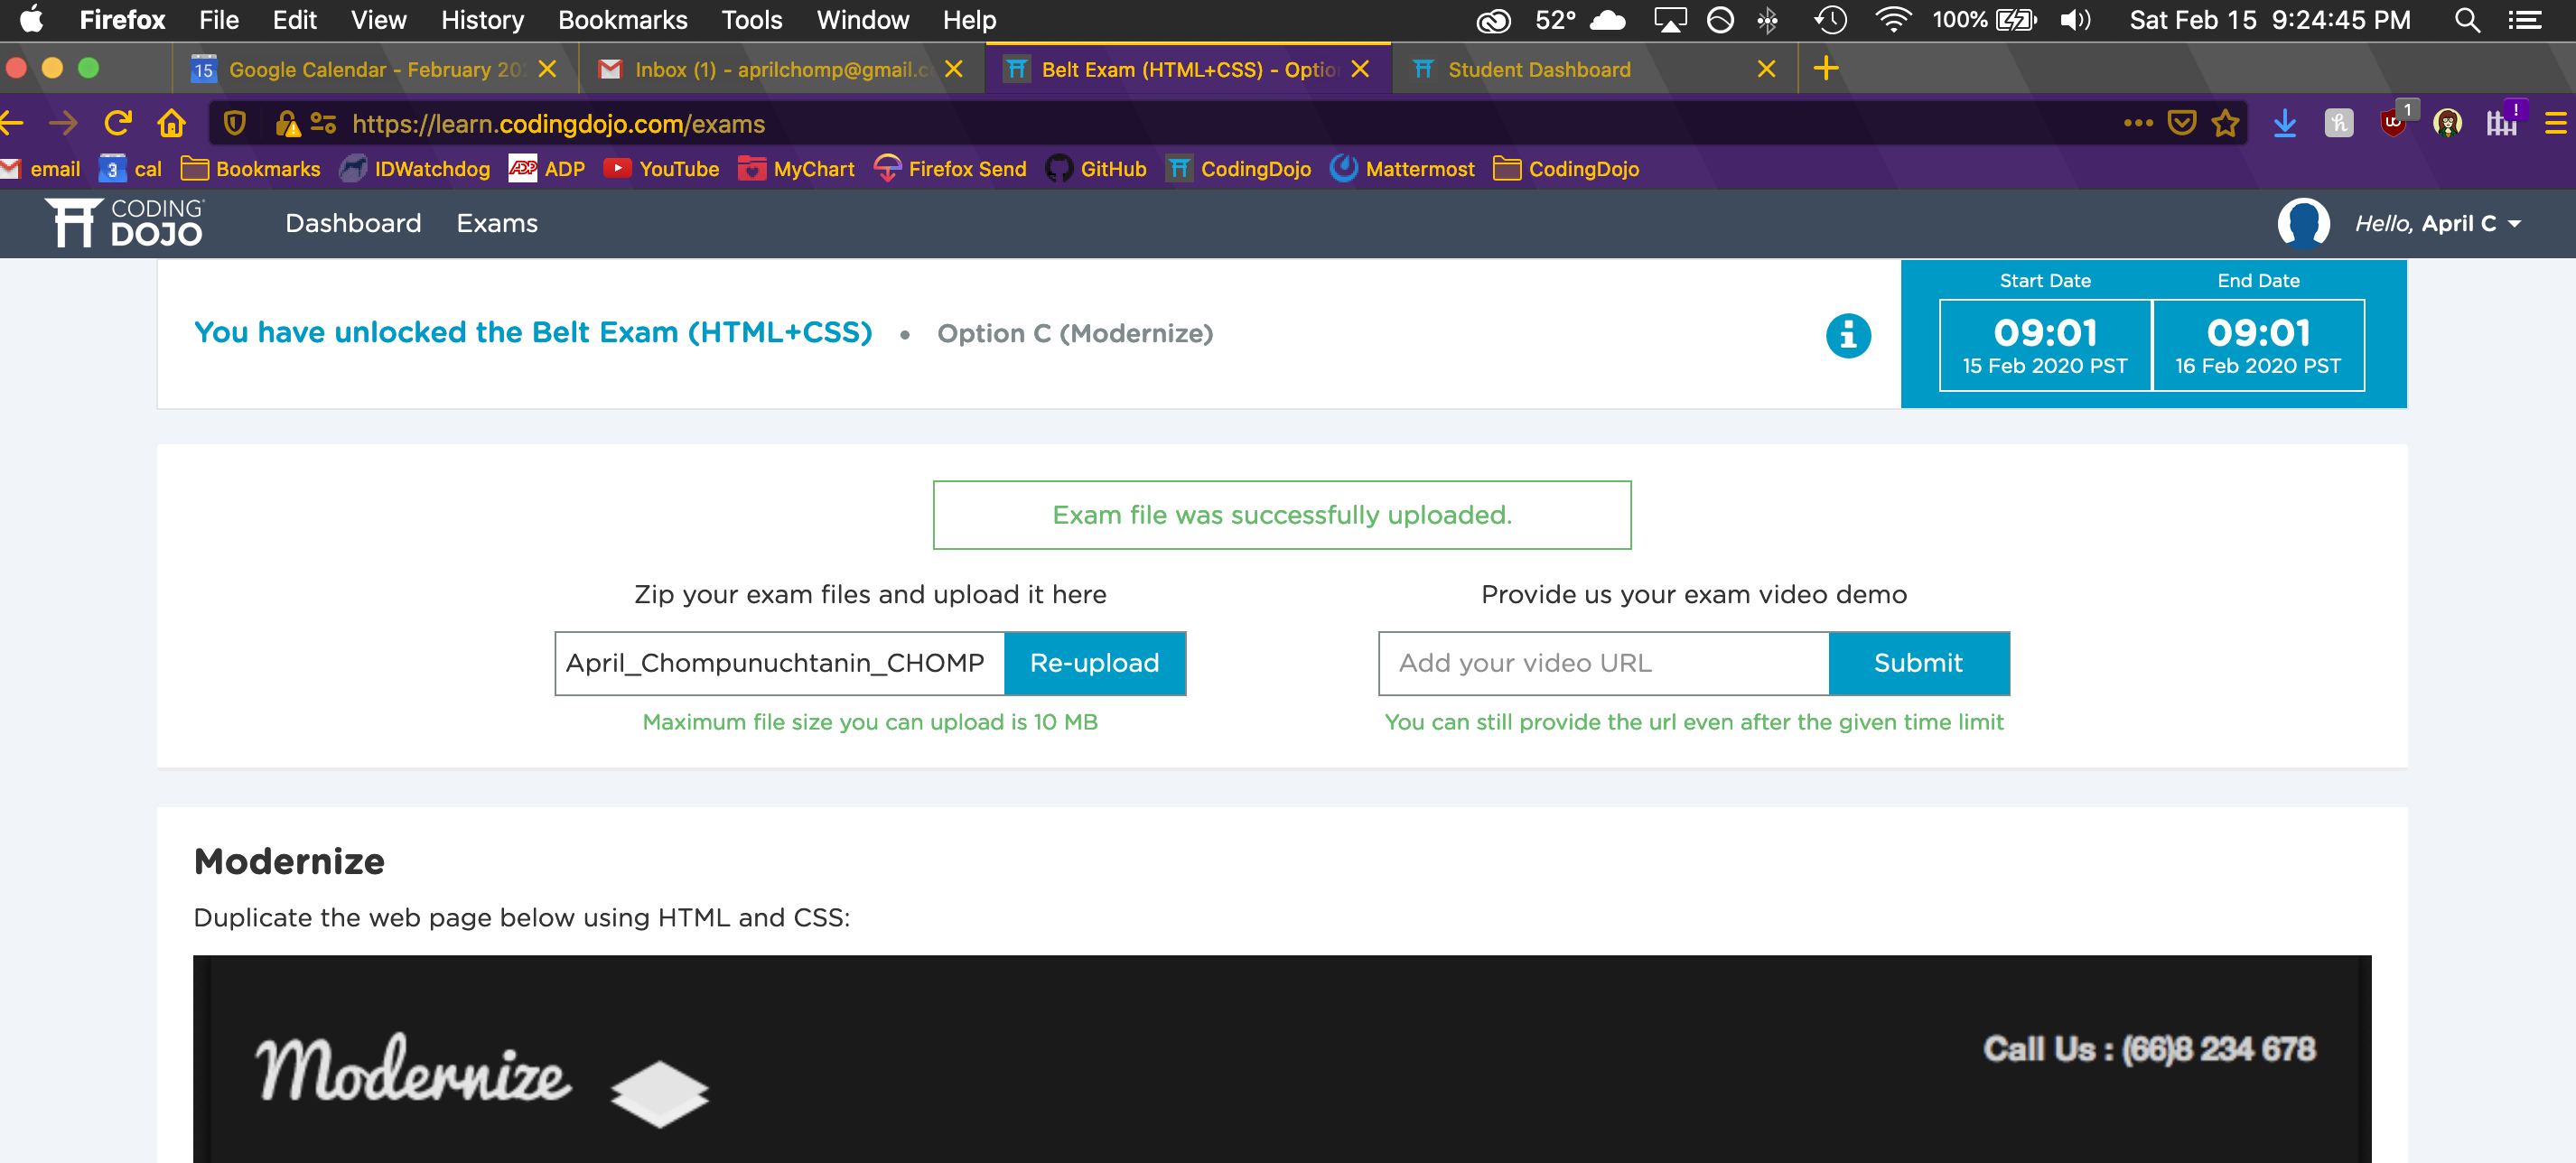 Firefox File Edit View History Bookmarks Tools Window Help 52° 100% Sat Feb 15 9:24:45 PM
15 Google Calendar - February 20 Inbox (1) - aprilchomp@gmail.c Belt Exam (HTML+CSS) - Optio Student Dashboard
https://learn.codingdojo.com/exams 1
email 3 cal Bookmarks IDWatchdog ADP ADP YouTube MyChart Firefox Send GitHub CodingDojo Mattermost CodingDojo
CODING DOJO Dashboard Exams Hello, April C
You have unlocked the Belt Exam (HTML+CSS) • Option C (Modernize)
Start Date End Date
09:01 09:01
15 Feb 2020 PST 16 Feb 2020 PST
Exam file was successfully uploaded.
Zip your exam files and upload it here
April_Chompunuchtanin_CHOMP Re-upload
Maximum file size you can upload is 10 MB
Provide us your exam video demo
Add your video URL Submit
You can still provide the url even after the given time limit
Modernize
Duplicate the web page below using HTML and CSS:
Modernize Call Us : (66)8 234 678